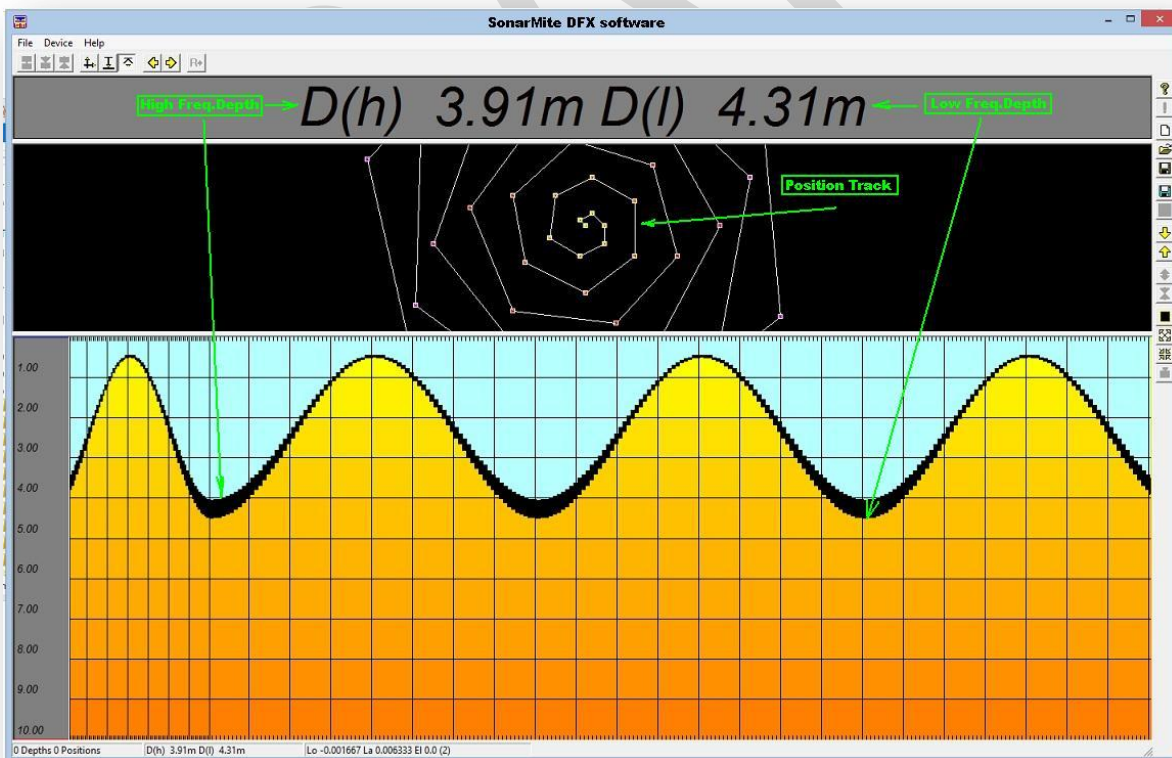 SonarMite DFX software
File Device Help
R+
High Freq.Depth
D(h) 3.91m D(l) 4.31m
Low Freq.Depth
Position Track
1.00
2.00
3.00
4.00
5.00
6.00
7.00
8.00
9.00
10.00
0 Depths 0 Positions
D(h) 3.91m D(l) 4.31m
Lo -0.001667 La 0.006333 El 0.0 (2)